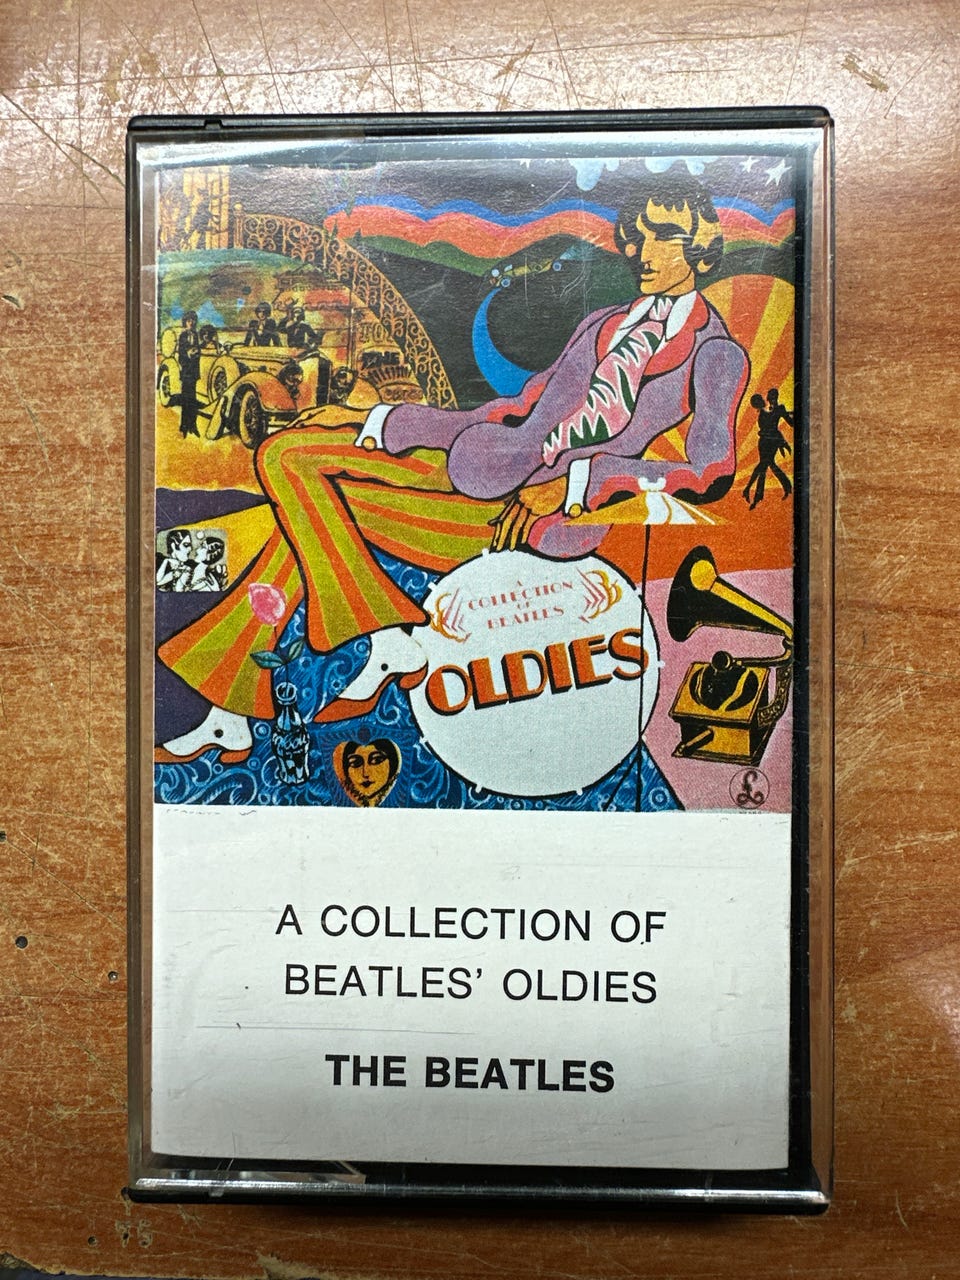 A
COLLECTION
OF
BEATLES
OLDIES
£
A COLLECTION OF
BEATLES’ OLDIES
THE BEATLES